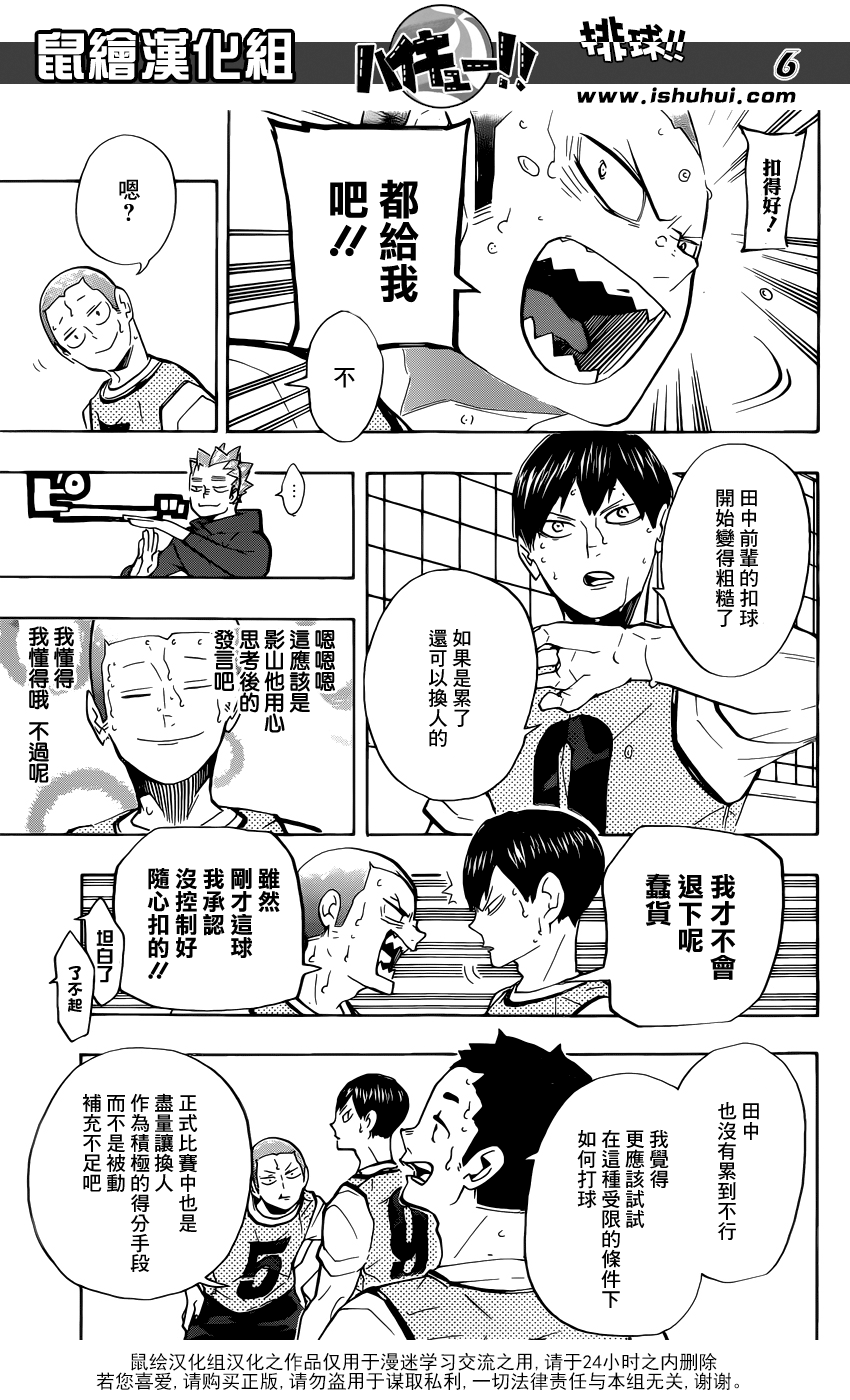 鼠繪漢化組
ハイキュー!!
排球!!
6
www.ishuhui.com
扣得好!
都給我
吧!!
不
嗯?
田中前輩的扣球
開始變得粗糙了
如果是累了
還可以換人的
…
ピo
嗯嗯嗯
這應該是
影山他用心
思考後的
發言吧
我懂得
我懂得哦 不過呢
我才不會
退下呢
蠢貨
雖然
剛才這球
我承認
沒控制好
隨心扣的!!
坦白了
了不起
田中
也沒有累到不行
我覺得
更應該試試
在這種受限的條件下
如何打球
正式比賽中也是
盡量讓換人
作為積極的得分手段
而不是被動
補充不足吧
5
9
鼠绘汉化组汉化之作品仅用于漫迷学习交流之用, 请于24小时之内删除
若您喜爱, 请购买正版, 请勿盗用于谋取私利, 一切法律责任与本组无关, 谢谢。